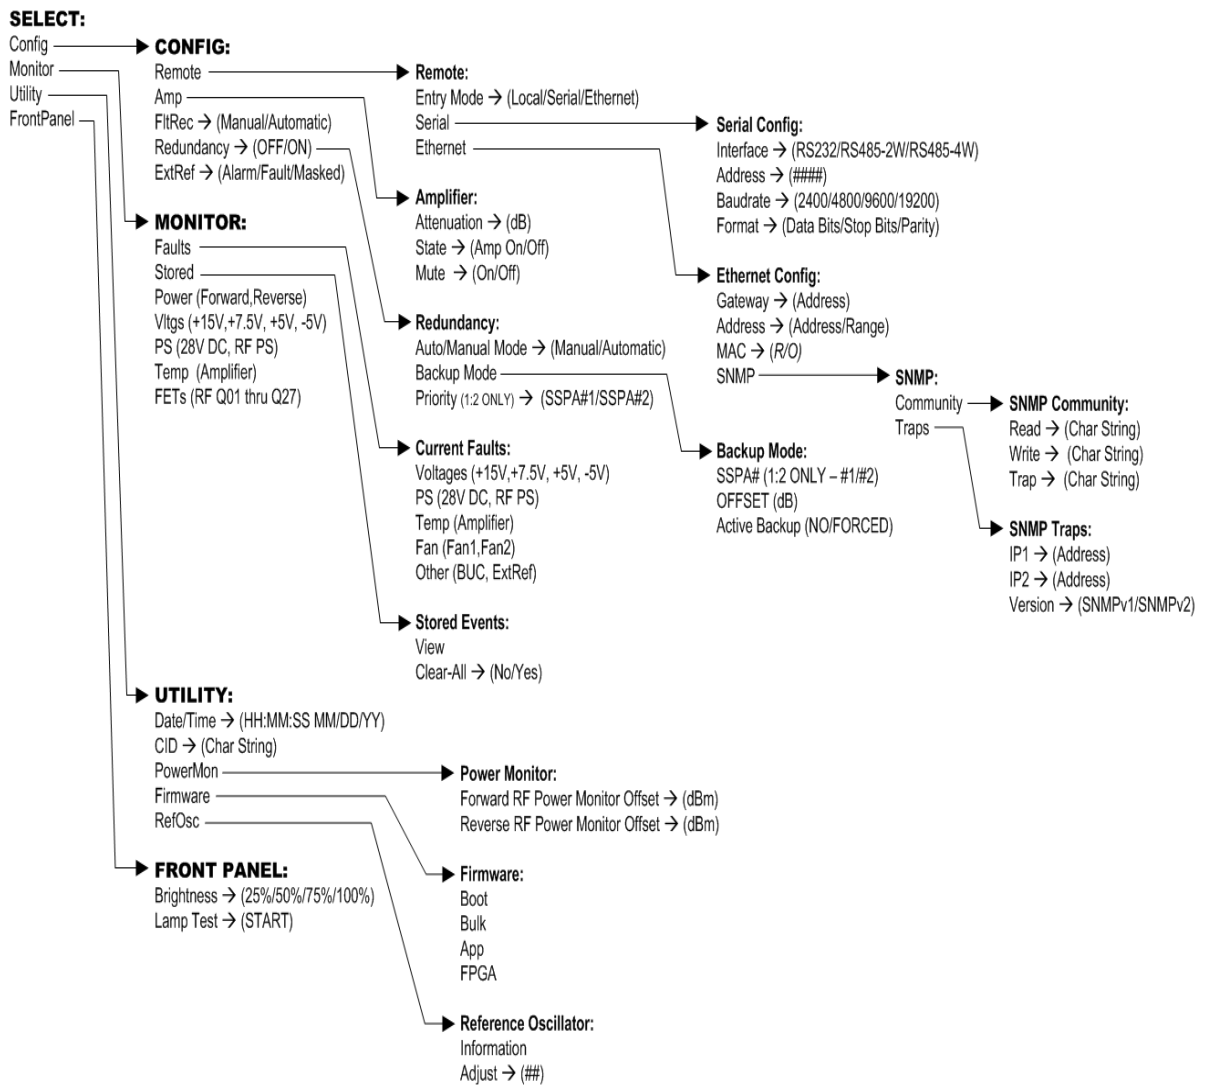 SELECT:
Config
Monitor
Utility
FrontPanel
CONFIG:
Remote
Amp
FltRec → (Manual/Automatic)
Redundancy → (OFF/ON)
ExtRef → (Alarm/Fault/Masked)
MONITOR:
Faults
Stored
Power (Forward,Reverse)
Vltgs (+15V,+7.5V, +5V, -5V)
PS (28V DC, RF PS)
Temp (Amplifier)
FETs (RF Q01 thru Q27)
UTILITY:
Date/Time → (HH:MM:SS MM/DD/YY)
CID → (Char String)
PowerMon
Firmware
RefOsc
FRONT PANEL:
Brightness → (25%/50%/75%/100%)
Lamp Test → (START)
Remote:
Entry Mode → (Local/Serial/Ethernet)
Serial
Ethernet
Amplifier:
Attenuation → (dB)
State → (Amp On/Off)
Mute → (On/Off)
Redundancy:
Auto/Manual Mode → (Manual/Automatic)
Backup Mode
Priority (1:2 ONLY) → (SSPA#1/SSPA#2)
Current Faults:
Voltages (+15V,+7.5V, +5V, -5V)
PS (28V DC, RF PS)
Temp (Amplifier)
Fan (Fan1,Fan2)
Other (BUC, ExtRef)
Stored Events:
View
Clear-All → (No/Yes)
Power Monitor:
Forward RF Power Monitor Offset → (dBm)
Reverse RF Power Monitor Offset → (dBm)
Firmware:
Boot
Bulk
App
FPGA
Reference Oscillator:
Information
Adjust → (##)
Serial Config:
Interface → (RS232/RS485-2W/RS485-4W)
Address → (####)
Baudrate → (2400/4800/9600/19200)
Format → (Data Bits/Stop Bits/Parity)
Ethernet Config:
Gateway → (Address)
Address → (Address/Range)
MAC → (R/O)
SNMP
Backup Mode:
SSPA# (1:2 ONLY – #1/#2)
OFFSET (dB)
Active Backup (NO/FORCED)
SNMP:
Community
Traps
SNMP Community:
Read → (Char String)
Write → (Char String)
Trap → (Char String)
SNMP Traps:
IP1 → (Address)
IP2 → (Address)
Version → (SNMPv1/SNMPv2)